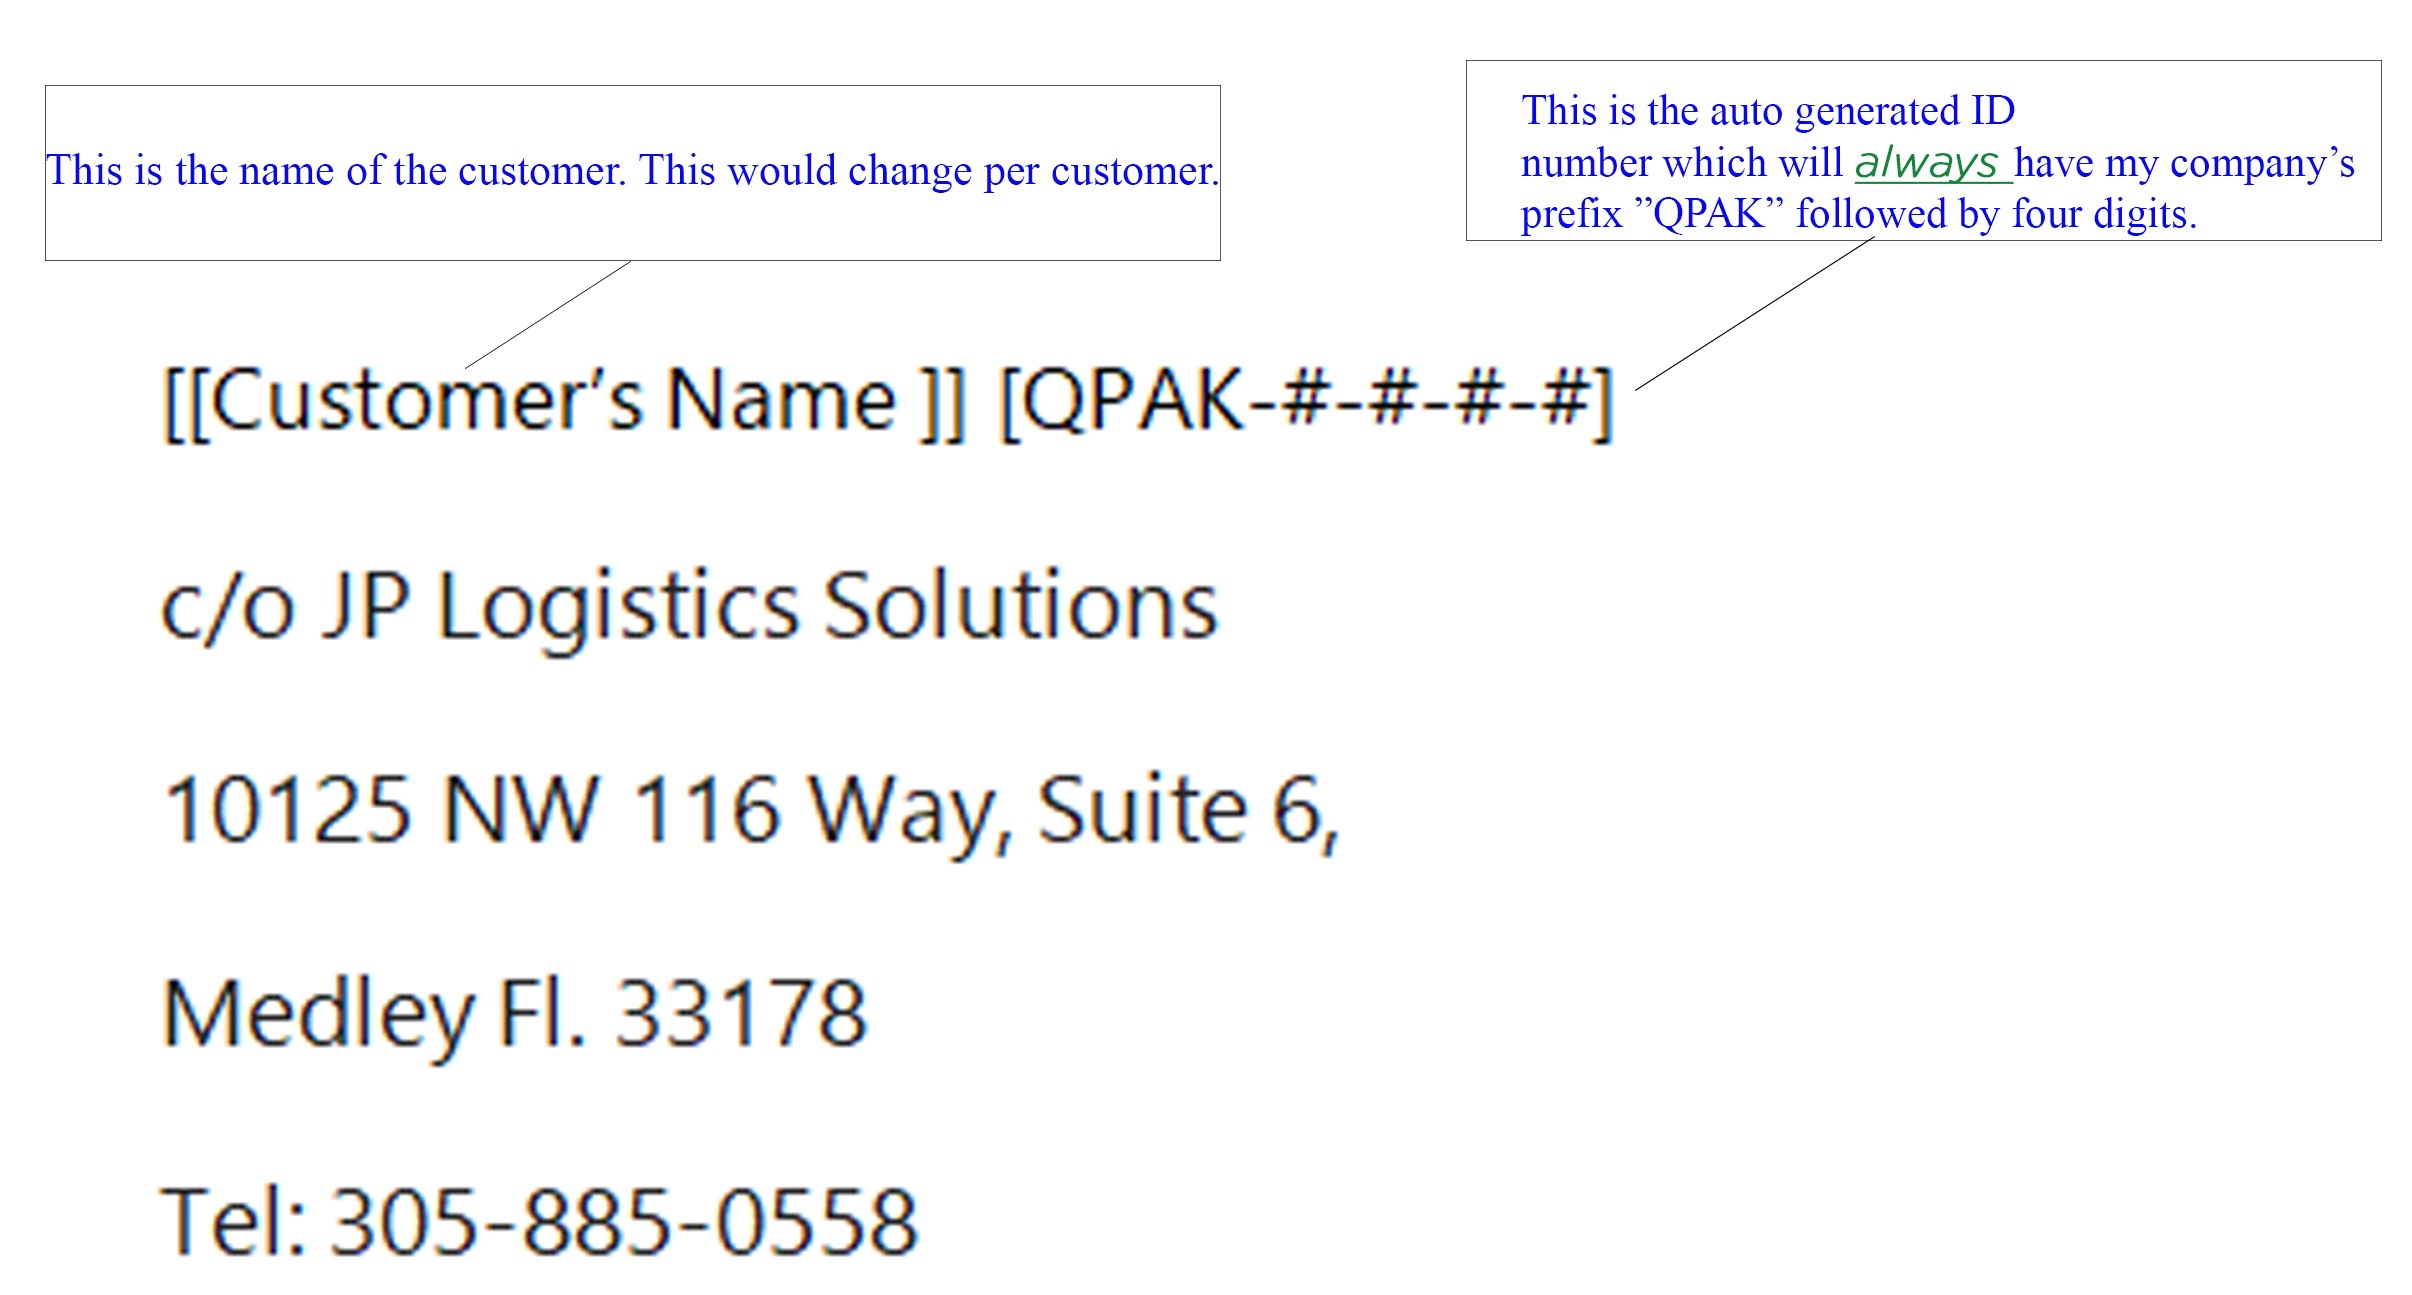 This is the name of the customer. This would change per customer.
This is the auto generated ID
number which will always have my company’s
prefix ”QPAK” followed by four digits.
[[Customer’s Name ]] [QPAK-#-#-#-#]
c/o JP Logistics Solutions
10125 NW 116 Way, Suite 6,
Medley Fl. 33178
Tel: 305-885-0558